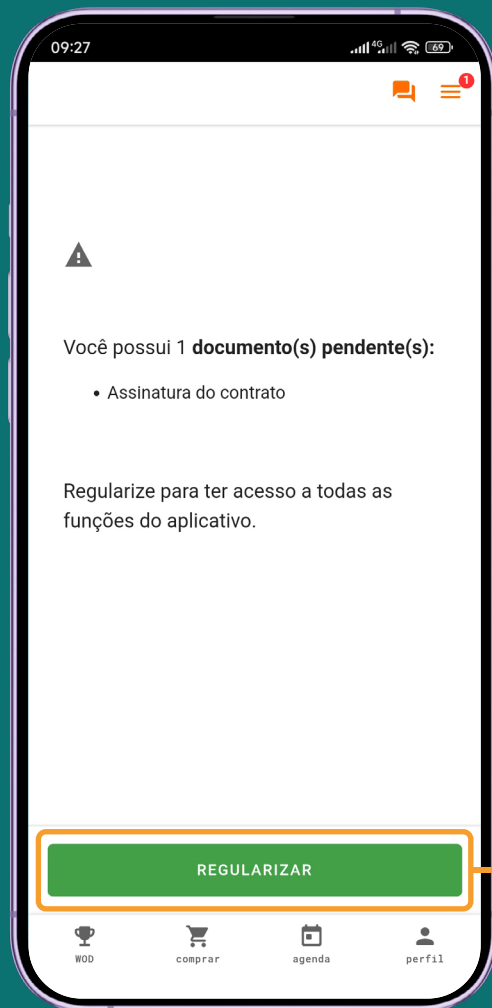 09:27
4G
69
1
Você possui 1 documento(s) pendente(s):
• Assinatura do contrato
Regularize para ter acesso a todas as
funções do aplicativo.
REGULARIZAR
WOD comprar agenda perfil